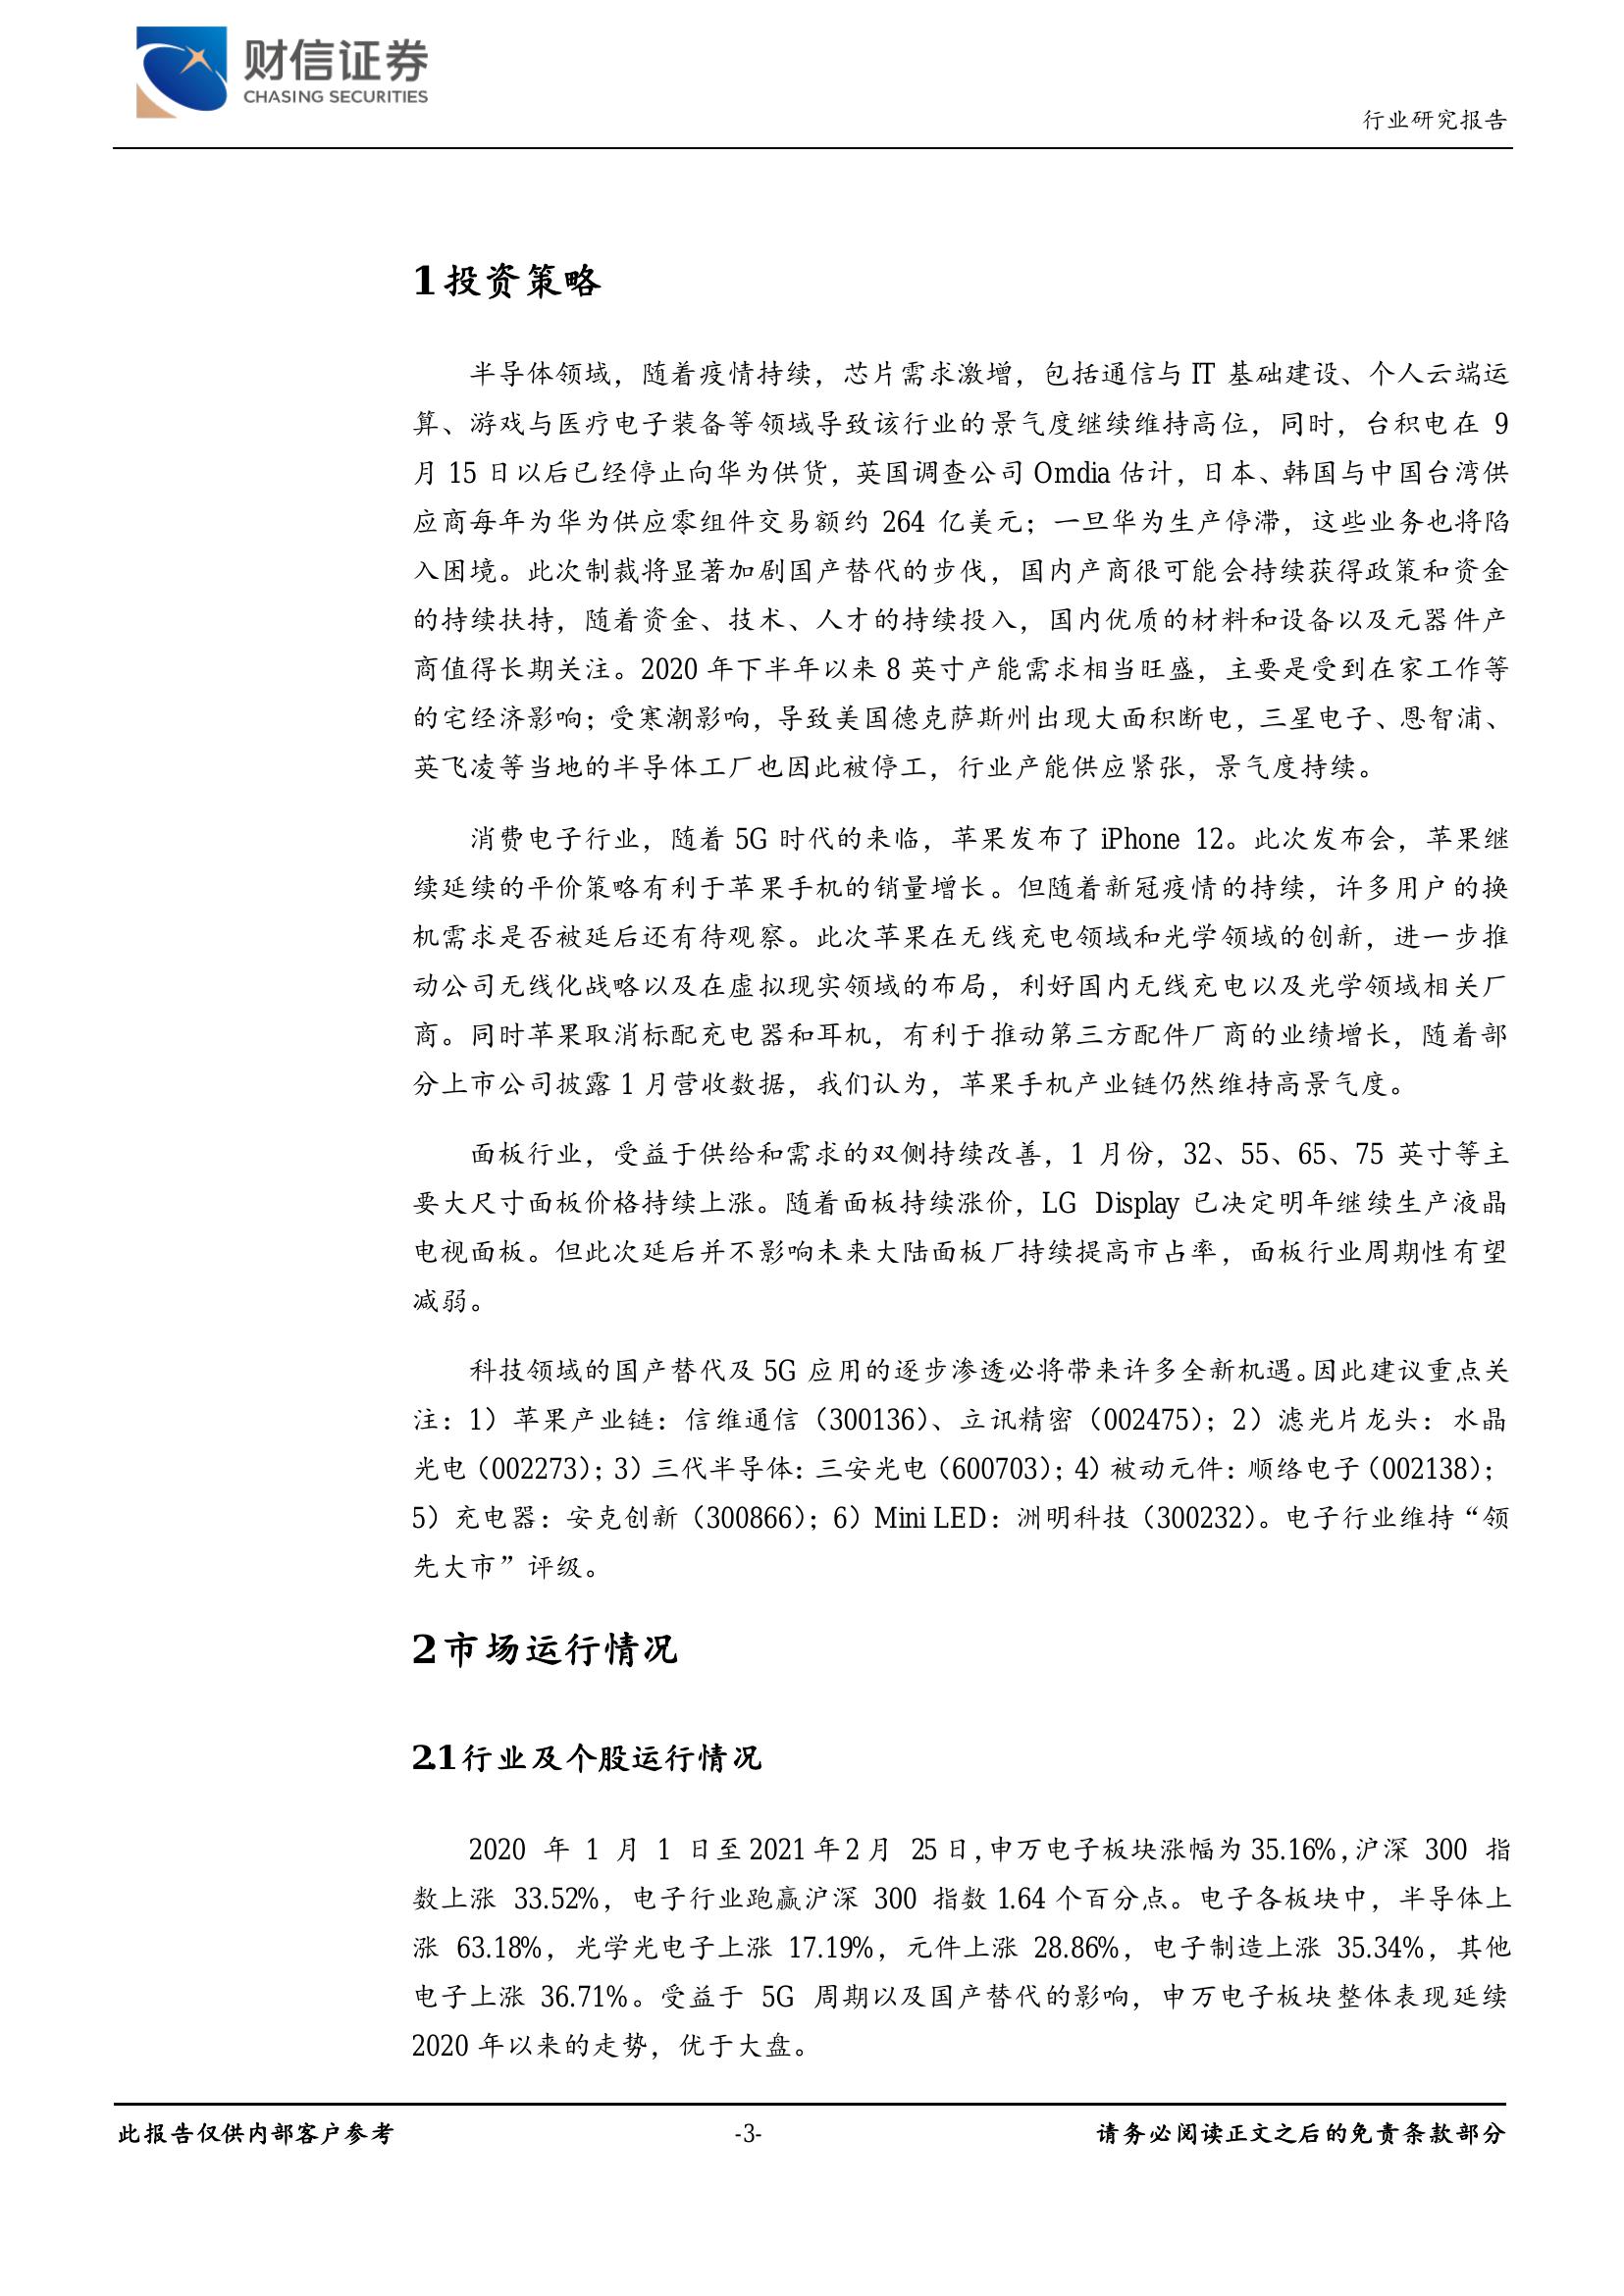 财信证券
CHASING SECURITIES
行业研究报告
1 投资策略
半导体领域，随着疫情持续，芯片需求激增，包括通信与 IT 基础建设、个人云端运
算、游戏与医疗电子装备等领域导致该行业的景气度继续维持高位，同时，台积电在 9
月 15 日以后已经停止向华为供货，英国调查公司 Omdia 估计，日本、韩国与中国台湾供
应商每年为华为供应零组件交易额约 264 亿美元；一旦华为生产停滞，这些业务也将陷
入困境。此次制裁将显著加剧国产替代的步伐，国内产商很可能会持续获得政策和资金
的持续扶持，随着资金、技术、人才的持续投入，国内优质的材料和设备以及元器件产
商值得长期关注。2020 年下半年以来 8 英寸产能需求相当旺盛，主要是受到在家工作等
的宅经济影响；受寒潮影响，导致美国德克萨斯州出现大面积断电，三星电子、恩智浦、
英飞凌等当地的半导体工厂也因此被停工，行业产能供应紧张，景气度持续。
消费电子行业，随着 5G 时代的来临，苹果发布了 iPhone 12。此次发布会，苹果继
续延续的平价策略有利于苹果手机的销量增长。但随着新冠疫情的持续，许多用户的换
机需求是否被延后还有待观察。此次苹果在无线充电领域和光学领域的创新，进一步推
动公司无线化战略以及在虚拟现实领域的布局，利好国内无线充电以及光学领域相关厂
商。同时苹果取消标配充电器和耳机，有利于推动第三方配件厂商的业绩增长，随着部
分上市公司披露 1 月营收数据，我们认为，苹果手机产业链仍然维持高景气度。
面板行业，受益于供给和需求的双侧持续改善，1 月份，32、55、65、75 英寸等主
要大尺寸面板价格持续上涨。随着面板持续涨价，LG Display 已决定明年继续生产液晶
电视面板。但此次延后并不影响未来大陆面板厂持续提高市占率，面板行业周期性有望
减弱。
科技领域的国产替代及 5G 应用的逐步渗透必将带来许多全新机遇。因此建议重点关
注：1）苹果产业链：信维通信（300136）、立讯精密（002475）；2）滤光片龙头：水晶
光电（002273）；3）三代半导体：三安光电（600703）；4）被动元件：顺络电子（002138）；
5）充电器：安克创新（300866）；6）Mini LED：洲明科技（300232）。电子行业维持“领
先大市”评级。
2 市场运行情况
2.1 行业及个股运行情况
2020 年 1 月 1 日至 2021 年 2 月 25 日，申万电子板块涨幅为 35.16%，沪深 300 指
数上涨 33.52%，电子行业跑赢沪深 300 指数 1.64 个百分点。电子各板块中，半导体上
涨 63.18%，光学光电子上涨 17.19%，元件上涨 28.86%，电子制造上涨 35.34%，其他
电子上涨 36.71%。受益于 5G 周期以及国产替代的影响，申万电子板块整体表现延续
2020 年以来的走势，优于大盘。
此报告仅供内部客户参考
-3-
请务必阅读正文之后的免责条款部分